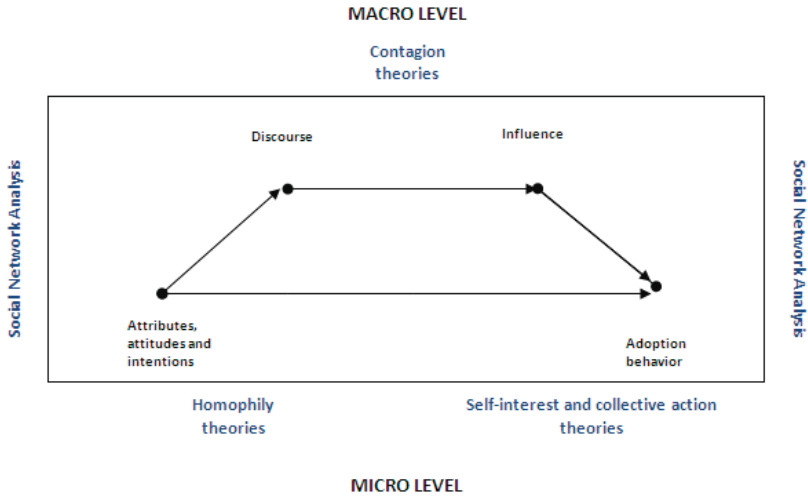 MACRO LEVEL
Contagion
theories
Social Network Analysis
Discourse
Influence
Social Network Analysis
Attributes,
attitudes and
intentions
Adoption
behavior
Homophily
theories
Self-interest and collective action
theories
MICRO LEVEL